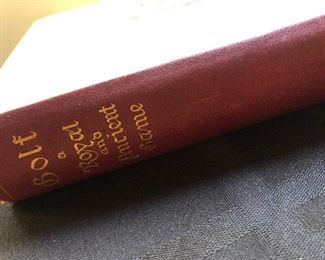 Golf
a
Royal
and
Ancient
Game